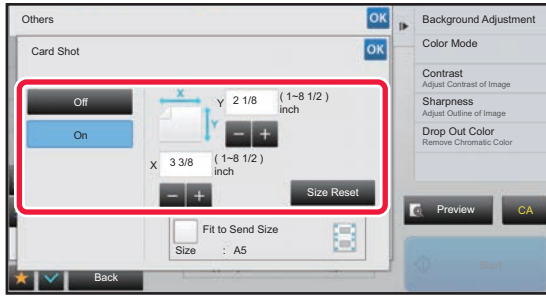 Others
OK
Card Shot
OK
Off
On
X
Y
Y 2 1/8 (1~8 1/2)
inch
X 3 3/8 (1~8 1/2)
inch
Size Reset
Fit to Send Size
Size : A5
Back
Background Adjustment
Color Mode
Contrast
Adjust Contrast of Image
Sharpness
Adjust Outline of Image
Drop Out Color
Remove Chromatic Color
Preview
CA
Start